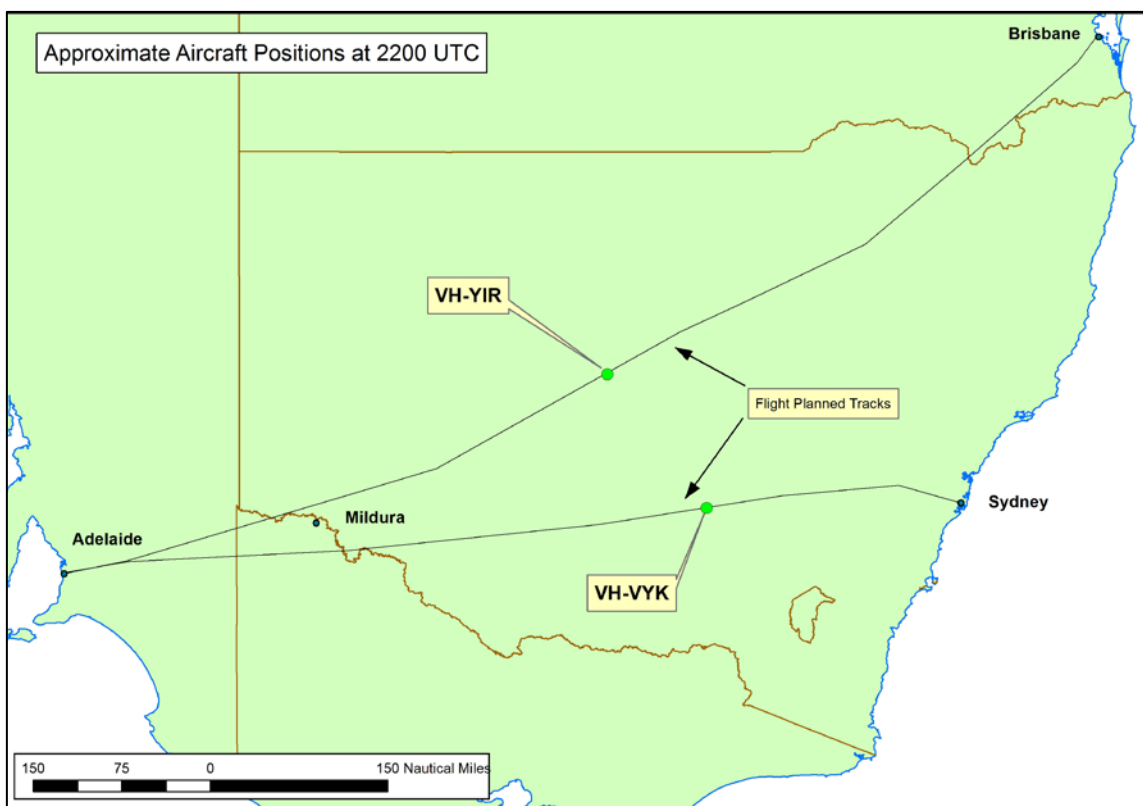 Approximate Aircraft Positions at 2200 UTC
Brisbane
VH-YIR
Flight Planned Tracks
Sydney
Mildura
Adelaide
VH-VYK
150 75 0 150 Nautical Miles